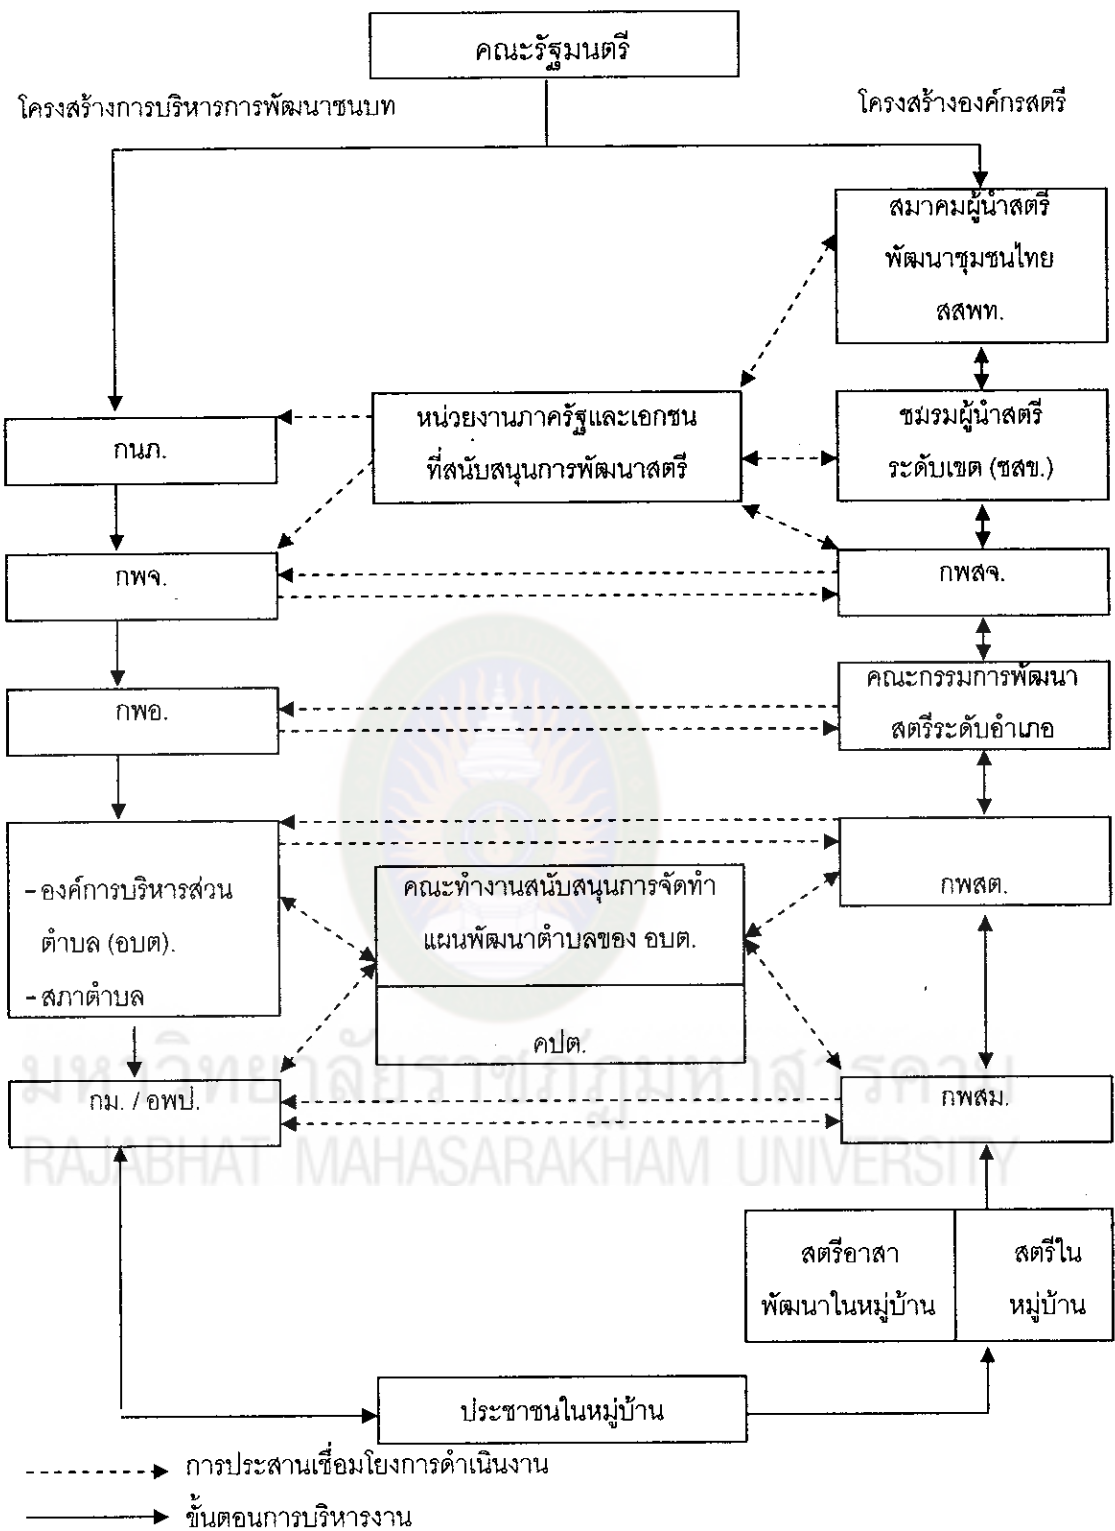 คณะรัฐมนตรี
โครงสร้างการบริหารการพัฒนาชนบท
โครงสร้างองค์กรสตรี
สมาคมผู้นำสตรี
พัฒนาชุมชนไทย
สสพท.
หน่วยงานภาครัฐและเอกชน
ที่สนับสนุนการพัฒนาสตรี
ชมรมผู้นำสตรี
ระดับเขต (ชสข.)
กนภ.
กพจ.
กพสจ.
กพอ.
คณะกรรมการพัฒนา
สตรีระดับอำเภอ
- องค์การบริหารส่วน
ตำบล (อบต).
- สภาตำบล
คณะทำงานสนับสนุนการจัดทำ
แผนพัฒนาตำบลของ อบต.
คปต.
กพสต.
มหาวิทยาลัยราชภัฏมหาสารคาม
กม. / อพป.
กพสม.
RAJABHAT MAHASARAKHAM UNIVERSITY
สตรีอาสา
พัฒนาในหมู่บ้าน
สตรีใน
หมู่บ้าน
ประชาชนในหมู่บ้าน
การประสานเชื่อมโยงการดำเนินงาน
ขั้นตอนการบริหารงาน